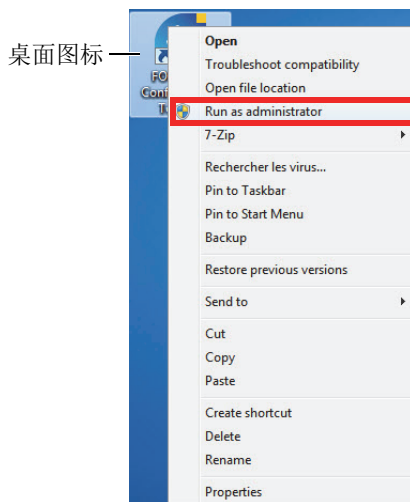 桌面图标
Open
Troubleshoot compatibility
Open file location
Run as administrator
7-Zip
Rechercher les virus...
Pin to Taskbar
Pin to Start Menu
Backup
Restore previous versions
Send to
Cut
Copy
Paste
Create shortcut
Delete
Rename
Properties